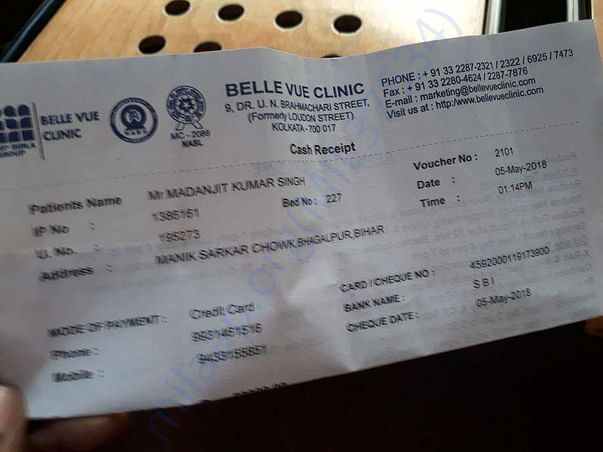 BELLE VUE CLINIC
9, DR. U. N. BRAHMACHARI STREET,
(Formerly LOUDON STREET)
KOLKATA - 700 017
PHONE : + 91 33 2287-2321 / 2322 / 6925 / 7473
Fax : + 91 33 2280-4624 / 2287-7876
E-mail : marketing@bellevueclinic.com
Visit us at : http:/www.bellevueclinic.com
BELLE VUE
CLINIC
GROUP
MC - 2089
NABL
Cash Receipt
Patients Name Mr.MADANJIT KUMAR SINGH
Voucher No : 2101
IP No : 1386161 Bed No : 227
Date : 05-May-2018
U. No. : 195273
Time : 01:14PM
Address : MANIK SARKAR CHOWK,BHAGALPUR,BIHAR
MODE OF PAYMENT : Credit Card
CARD / CHEQUE NO : 4592000119173900
Phone : 9931451516
BANK NAME : S B I
Mobile : 9433155851
CHEQUE DATE : 05-May-2018